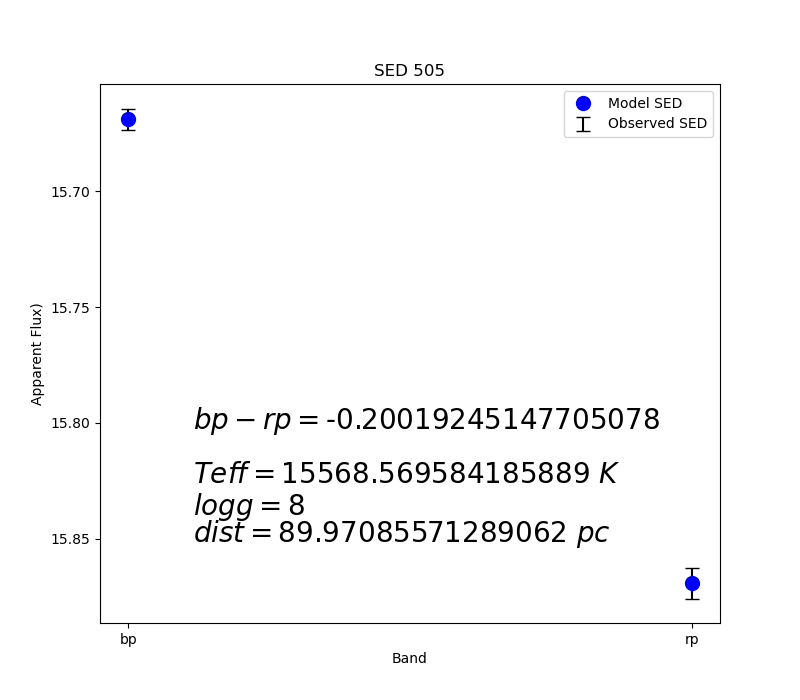 SED 505
Model SED
Observed SED
15.70
15.75
15.80
15.85
Apparent Flux)
bp − rp = -0.20019245147705078
Teff = 15568.569584185889 K
logg = 8
dist = 89.97085571289062 pc
bp
rp
Band